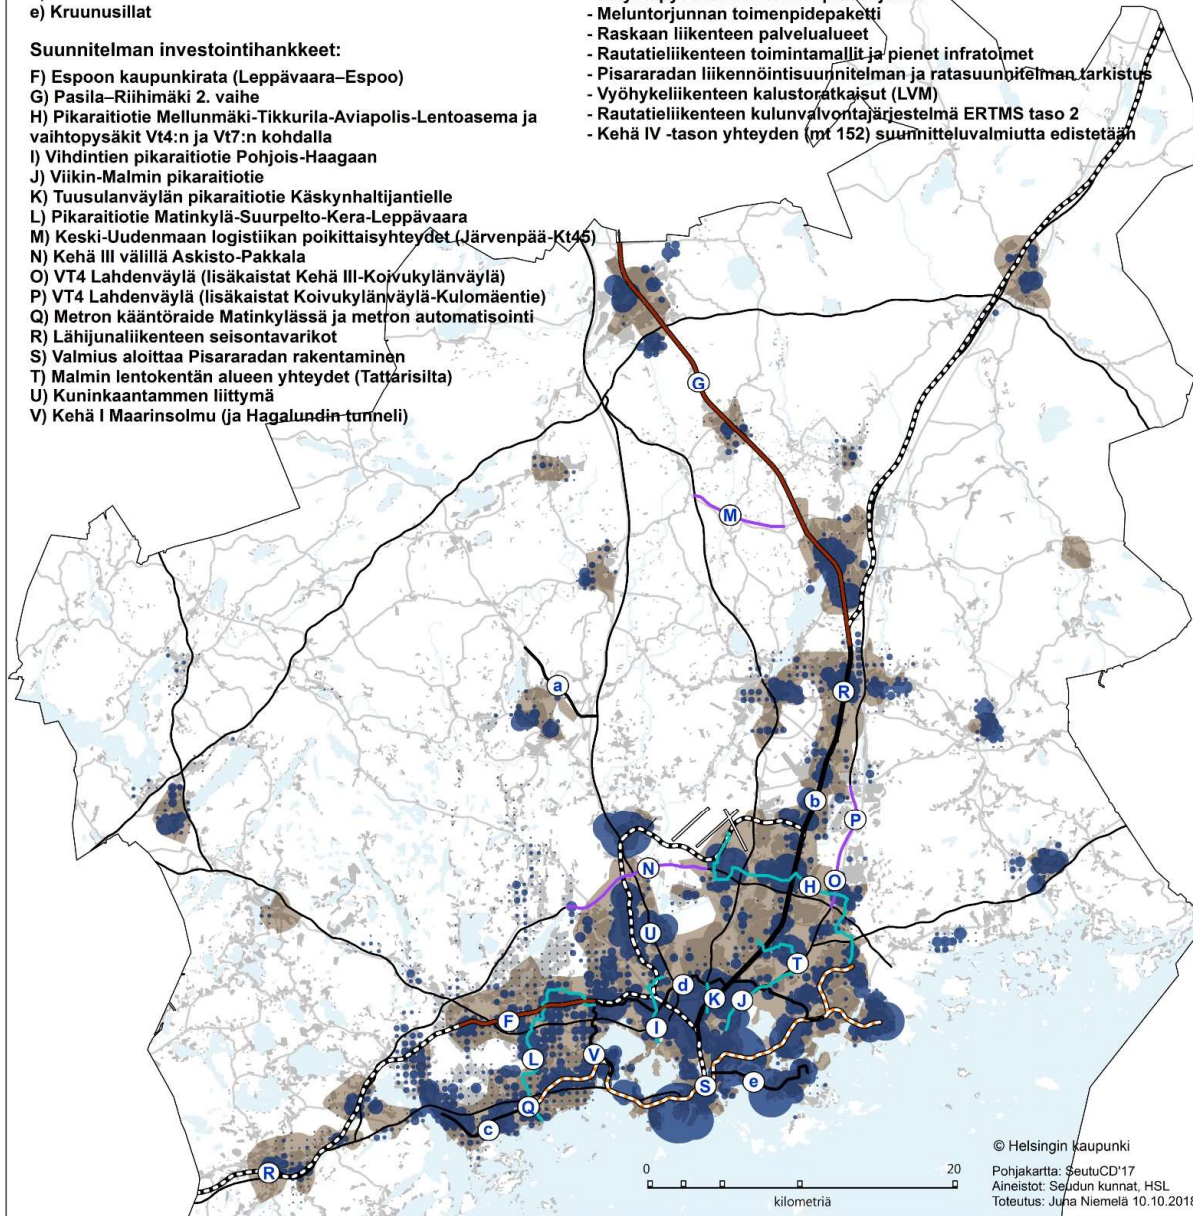 e) Kruunusillat
Suunnitelman investointihankkeet:
F) Espoon kaupunkirata (Leppävaara–Espoo)
G) Pasila–Riihimäki 2. vaihe
H) Pikaraitiotie Mellunmäki-Tikkurila-Aviapolis-Lentoasema ja
vaihtopysäkit Vt4:n ja Vt7:n kohdalla
I) Vihdintien pikaraitiotie Pohjois-Haagaan
J) Viikin-Malmin pikaraitiotie
K) Tuusulanväylän pikaraitiotie Käskynhaltijantielle
L) Pikaraitiotie Matinkylä-Suurpelto-Kera-Leppävaara
M) Keski-Uudenmaan logistiikan poikittaisyhteydet (Järvenpää-Kt45)
N) Kehä III välillä Askisto-Pakkala
O) VT4 Lahdenväylä (lisäkaistat Kehä III-Koivukylänväylä)
P) VT4 Lahdenväylä (lisäkaistat Koivukylänväylä-Kulomäentie)
Q) Metron kääntöraide Matinkylässä ja metron automatisointi
R) Lähijunaliikenteen seisontavarikot
S) Valmius aloittaa Pisararadan rakentaminen
T) Malmin lentokentän alueen yhteydet (Tattarisilta)
U) Kuninkaantammen liittymä
V) Kehä I Maarinsolmu (ja Hagalundin tunneli)
- Meluntorjunnan toimenpidepaketti
- Raskaan liikenteen palvelualueet
- Rautatieliikenteen toimintamallit ja pienet infratoimet
- Pisararadan liikennöintisuunnitelman ja ratasuunnitelman tarkistus
- Vyöhykeliikenteen kalustoratkaisut (LVM)
- Rautatieliikenteen kulunvalvontajärjestelmä ERTMS taso 2
- Kehä IV -tason yhteyden (mt 152) suunnitteluvalmiutta edistetään
G
M
a
R
b
P
N
H
O
U
T
d
K
J
F
I
L
V
S
e
Q
c
R
© Helsingin kaupunki
Pohjakartta: SeutuCD'17
Aineistot: Seudun kunnat, HSL
Toteutus: Juha Niemelä 10.10.2018
0
20
kilometriä